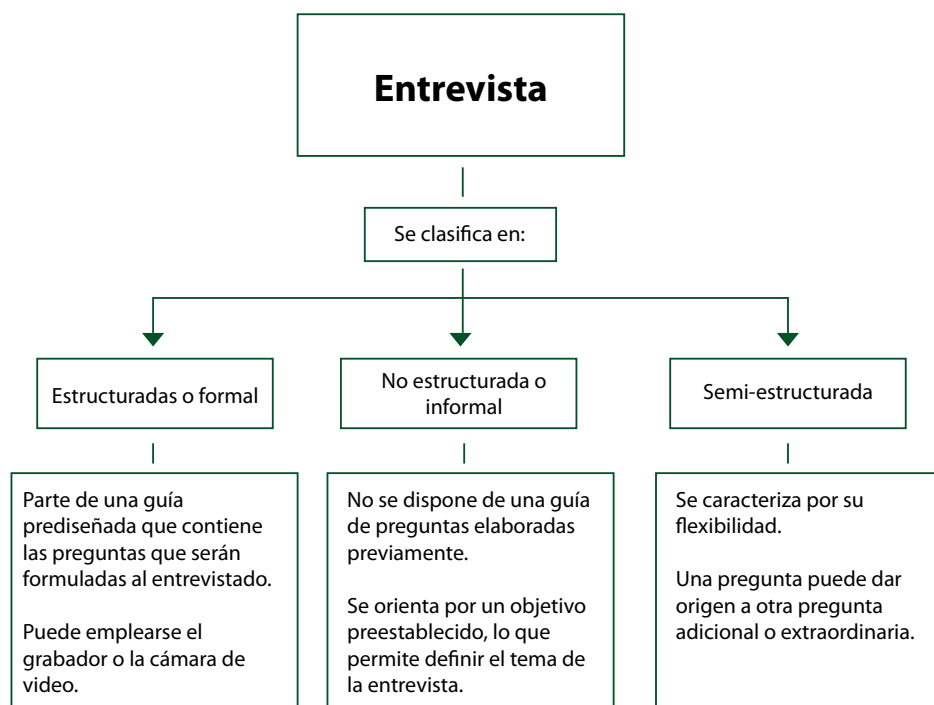 Entrevista
Se clasifica en:
Estructuradas o formal
No estructurada o
informal
Semi-estructurada
Parte de una guía
prediseñada que contiene
las preguntas que serán
formuladas al entrevistado.
Puede emplearse el
grabador o la cámara de
video.
No se dispone de una guía
de preguntas elaboradas
previamente.
Se orienta por un objetivo
preestablecido, lo que
permite definir el tema de
la entrevista.
Se caracteriza por su
flexibilidad.
Una pregunta puede dar
origen a otra pregunta
adicional o extraordinaria.